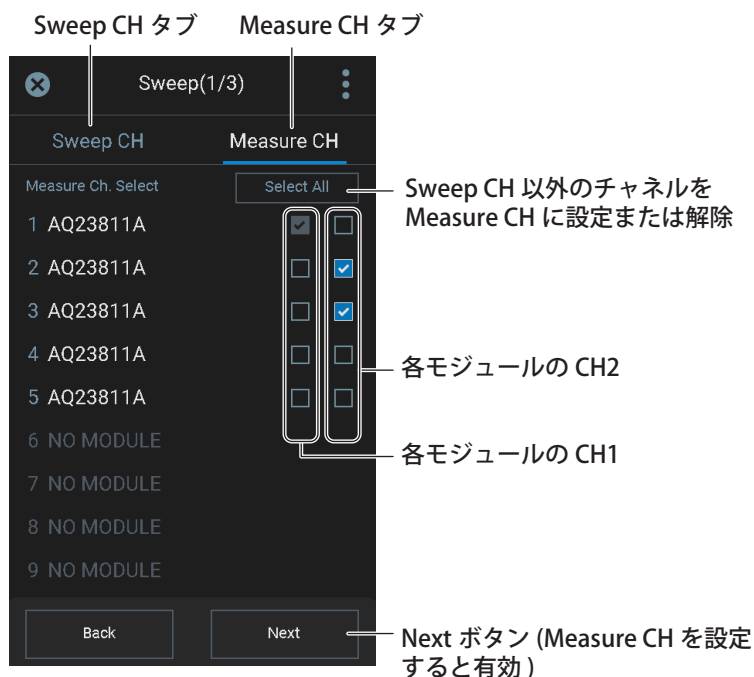 Sweep CH タブ
Measure CH タブ
Sweep(1/3)
Sweep CH
Measure CH
Measure Ch. Select
Select All
Sweep CH 以外のチャネルを
Measure CH に設定または解除
1 AQ23811A
2 AQ23811A
3 AQ23811A
4 AQ23811A
各モジュールの CH2
5 AQ23811A
6 NO MODULE
各モジュールの CH1
7 NO MODULE
8 NO MODULE
9 NO MODULE
Back
Next
Next ボタン (Measure CH を設定
すると有効 )